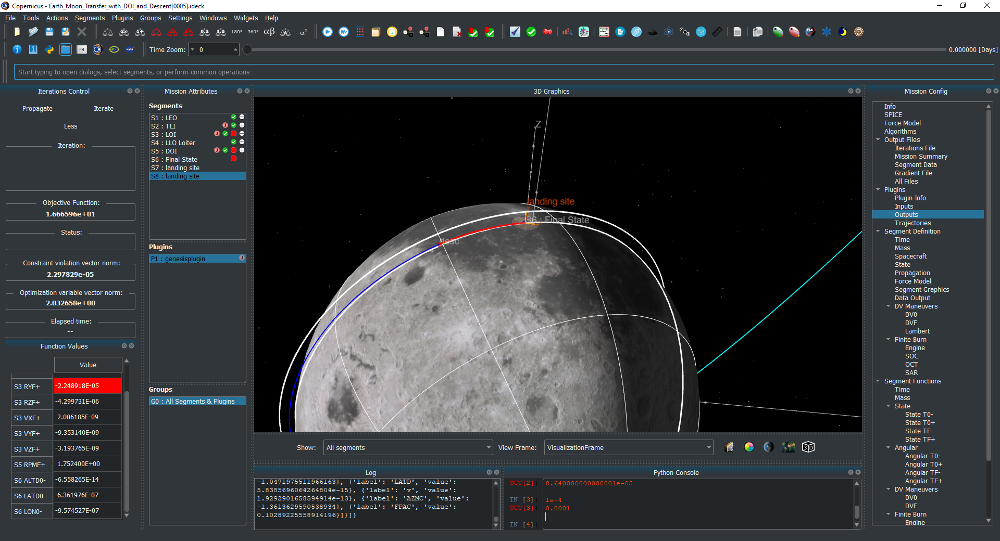 Copernicus - Earth_Moon_Transfer_with_DOI_and_Descent[0005].ideck
File Tools Actions Segments Plugins Groups Settings Windows Widgets Help
2x 1+ 0.5 1.0 180° 360° αβ -α²
TLE
F4
Time Zoom: 0 0.000000 [Days]
Start typing to open dialogs, select segments, or perform common operations
Iterations Control
Propagate Iterate
Less
Iteration:
Objective Function:
1.666596e+01
Status:
Constraint violation vector norm:
2.297829e-05
Optimization variable vector norm:
2.032658e+00
Elapsed time:
--
Function Values
Value
S3 RYF+ -2.248918E-05
S3 RZF+ -4.299731E-06
S3 VXF+ 2.006185E-09
S3 VYF+ -9.353140E-09
S3 VZF+ -3.193765E-09
S5 RPMF+ 1.752400E+00
S6 ALTD0- -6.558265E-14
S6 LATD0- 6.361976E-07
S6 LON0- -9.574527E-07
Mission Attributes
Segments
S1 : LEO
S2 : TLI J
S3 : LOI J
S4 : LLO Loiter
S5 : DOI J
S6 : Final State
S7 : landing site
S8 : landing site
Plugins
P1 : genesisplugin J
Groups
G0 : All Segments & Plugins
3D Graphics
Z
landing site
Z
S6 : Final State
desc
Show: All segments View Frame: VisualizationFrame 3D
Log
-1.0471975511966163}, {'label': 'LATD', 'value':
5.8385696064264804e-15}, {'label': 'v', 'value':
1.9292901658594914e-13}, {'label': 'AZMC', 'value':
-1.3613629590538934}, {'label': 'FPAC', 'value':
0.10289225558914196}]}]}
Python Console
OUT[2]: 8.640000000000001e-05
IN [3]: 1e-4
OUT[3]: 0.0001
IN [4]:
Mission Config
Info
SPICE
Force Model
Algorithms
Output Files
Iterations File
Mission Summary
Segment Data
Gradient File
All Files
Plugins
Plugin Info
Inputs
Outputs
Trajectories
Segment Definition
Time
Mass
Spacecraft
State
Propagation
Force Model
Segment Graphics
Data Output
DV Maneuvers
DV0
DVF
Lambert
Finite Burn
Engine
SOC
OCT
SAR
Segment Functions
Time
Mass
State
State T0-
State T0+
State TF-
State TF+
Angular
Angular T0-
Angular T0+
Angular TF-
Angular TF+
DV Maneuvers
DV0
DVF
Finite Burn
Engine